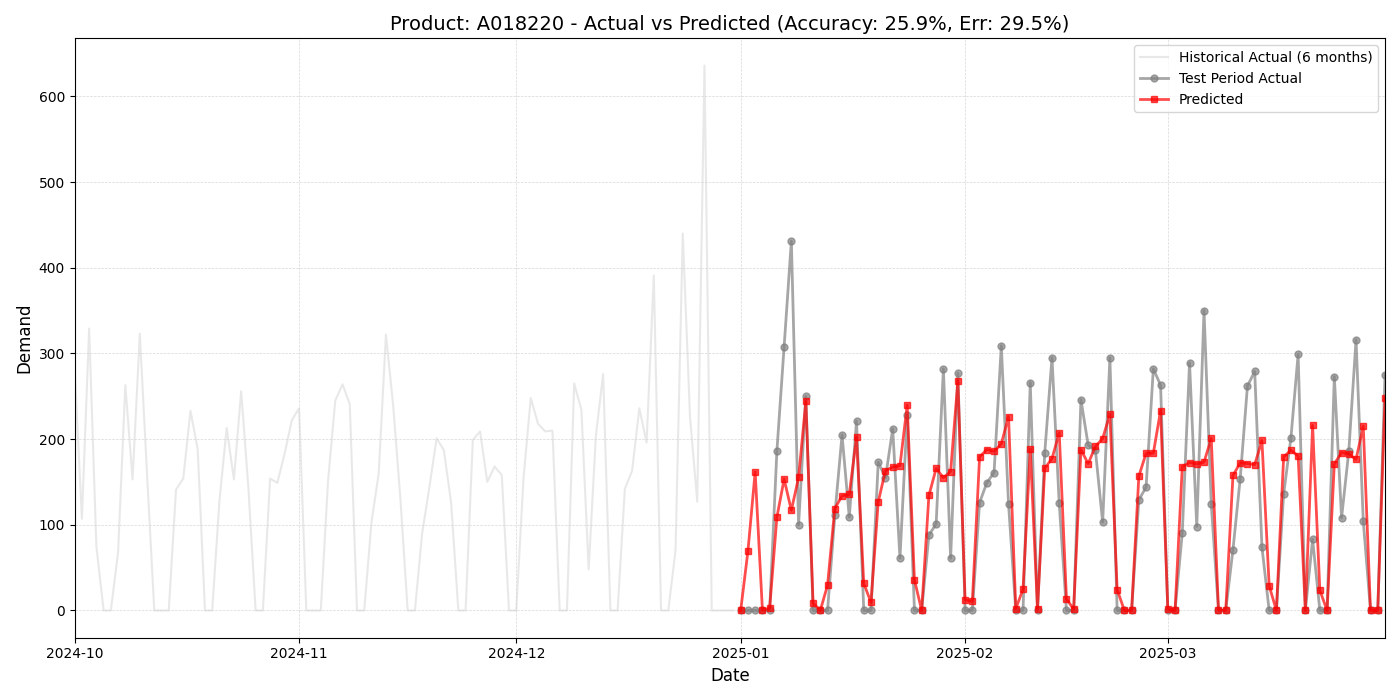 Product: A018220 - Actual vs Predicted (Accuracy: 25.9%, Err: 29.5%)
Historical Actual (6 months)
Test Period Actual
Predicted
Demand
600
500
400
300
200
100
0
2024-10
2024-11
2024-12
2025-01
2025-02
2025-03
Date